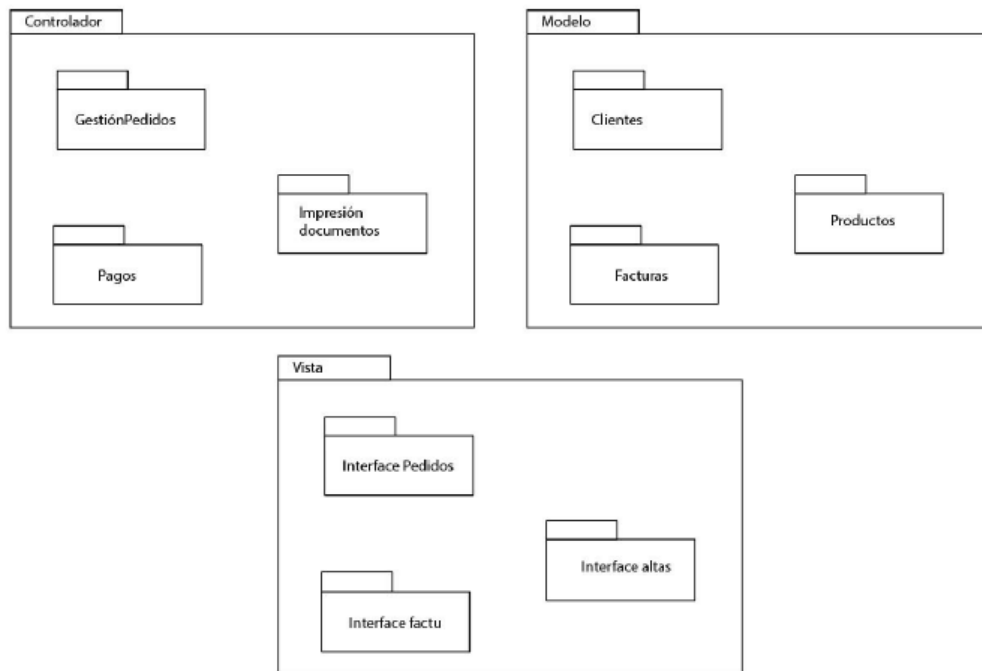 Controlador
GestiónPedidos
Impresión
documentos
Pagos
Modelo
Clientes
Productos
Facturas
Vista
Interface Pedidos
Interface altas
Interface factu